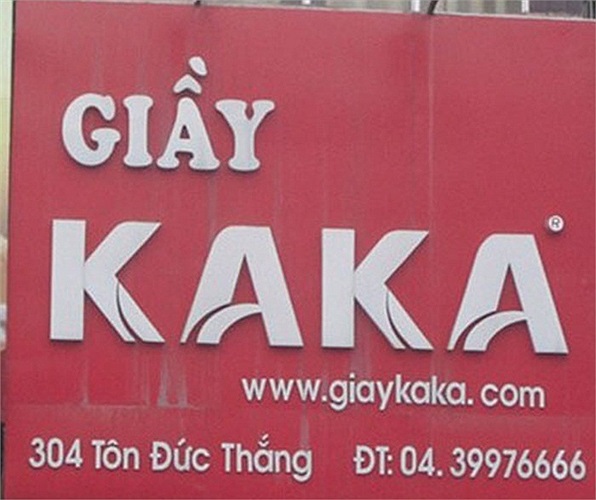 GIẦY
KAKA®
www.giaykaka.com
304 Tôn Đức Thắng ĐT: 04. 39976666